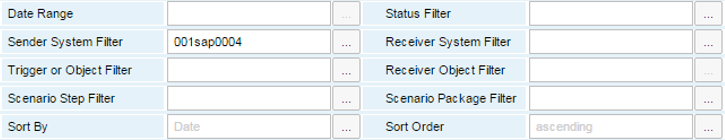 Date Range ... Status Filter ...
Sender System Filter 001sap0004 ... Receiver System Filter ...
Trigger or Object Filter ... Receiver Object Filter ...
Scenario Step Filter ... Scenario Package Filter ...
Sort By Date ... Sort Order ascending ...